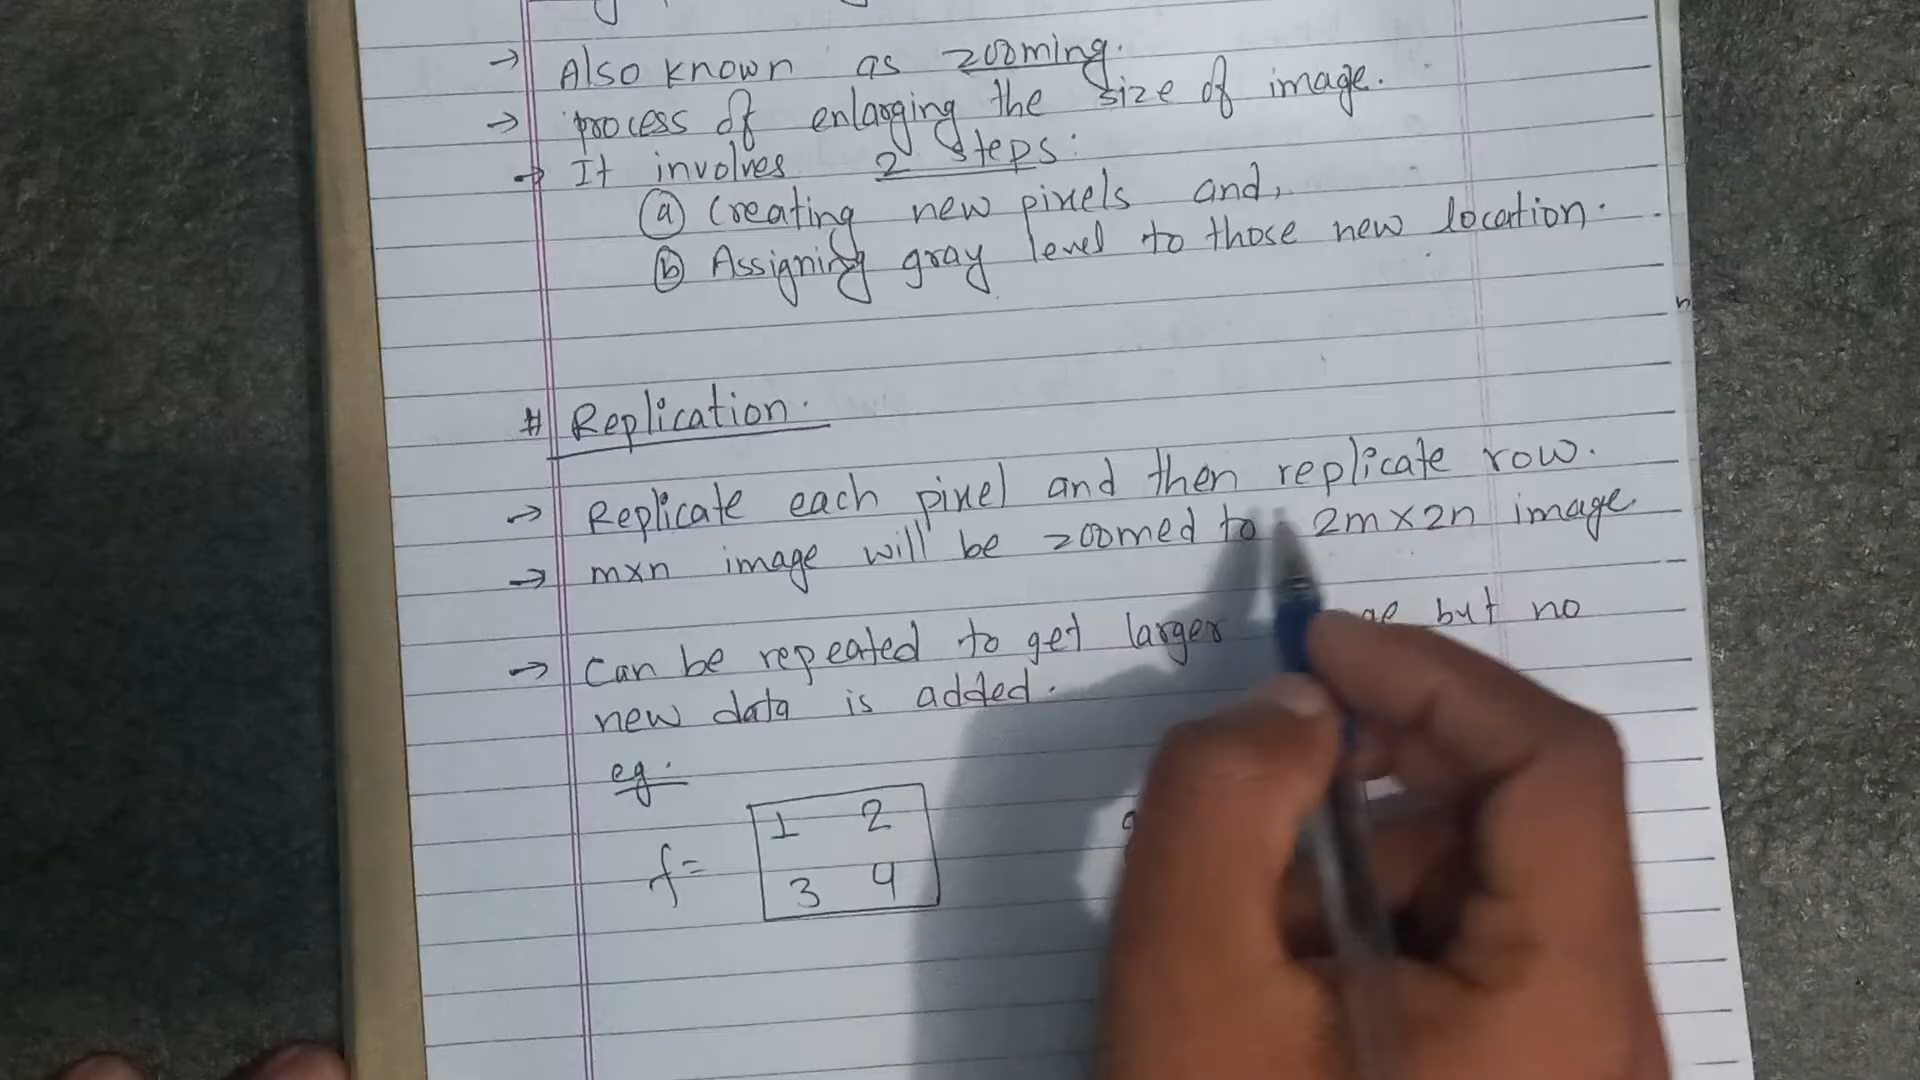 → Also known as zooming.
→ process of enlarging the size of image.
→ It involves 2 steps:
(a) Creating new pixels and,
(b) Assigning gray level to those new location.
# Replication.
→ Replicate each pixel and then replicate row.
→ mxn image will be zoomed to 2m×2n image
→ Can be repeated to get larger but no
new data is added.
eg.
f= 1 2
3 4